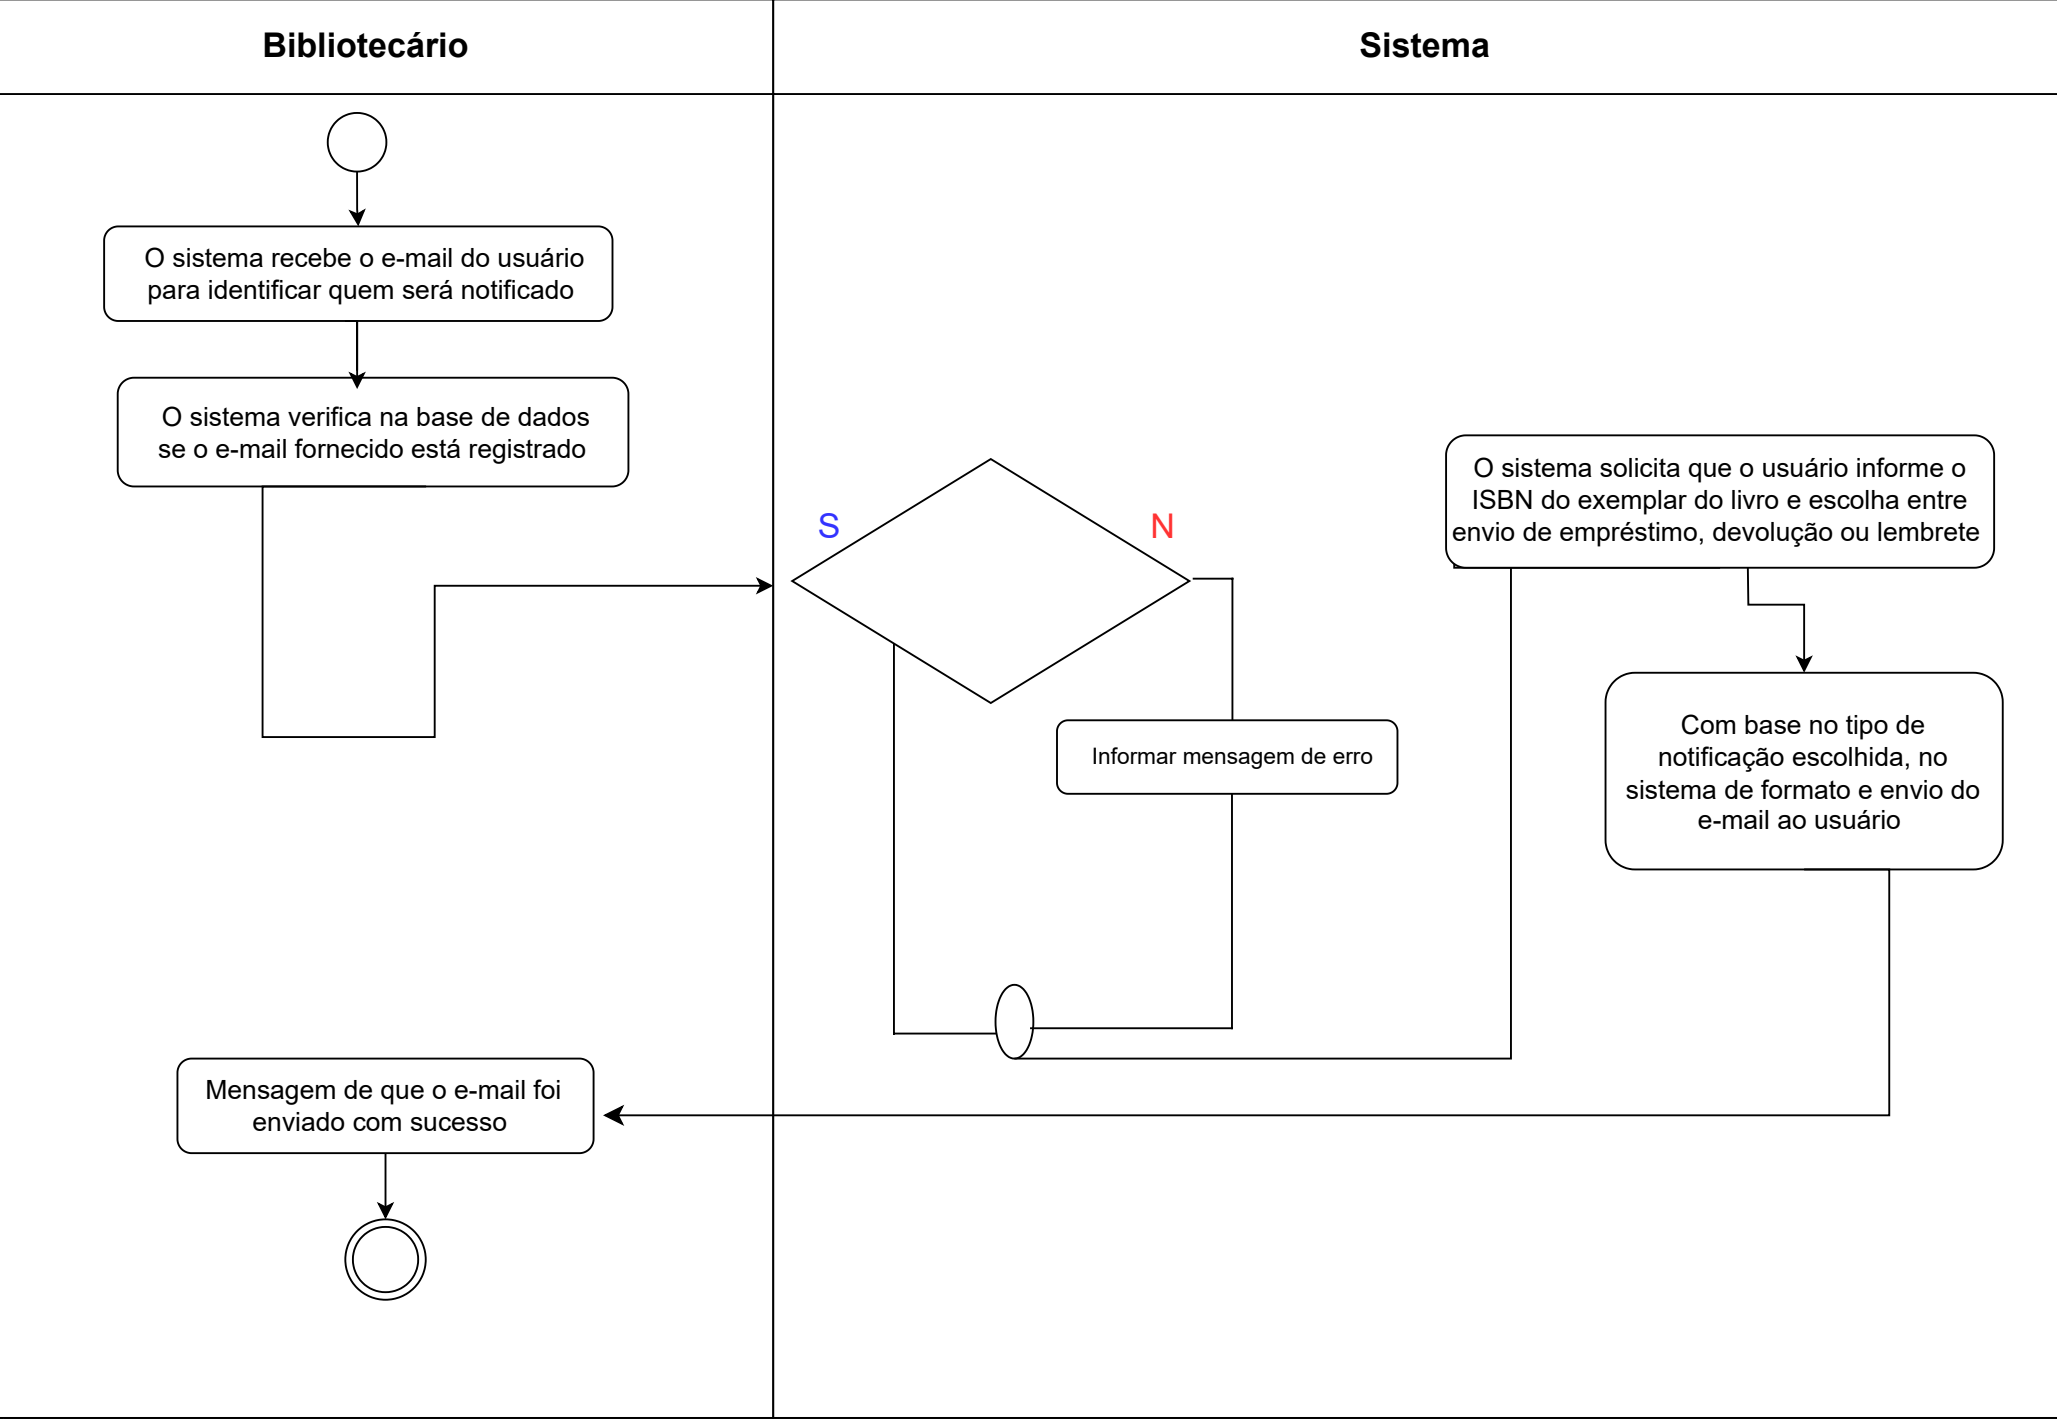 Bibliotecário
Sistema
O sistema recebe o e-mail do usuário
para identificar quem será notificado
O sistema verifica na base de dados
se o e-mail fornecido está registrado
S
N
O sistema solicita que o usuário informe o
ISBN do exemplar do livro e escolha entre
envio de empréstimo, devolução ou lembrete
Informar mensagem de erro
Com base no tipo de
notificação escolhida, no
sistema de formato e envio do
e-mail ao usuário
Mensagem de que o e-mail foi
enviado com sucesso